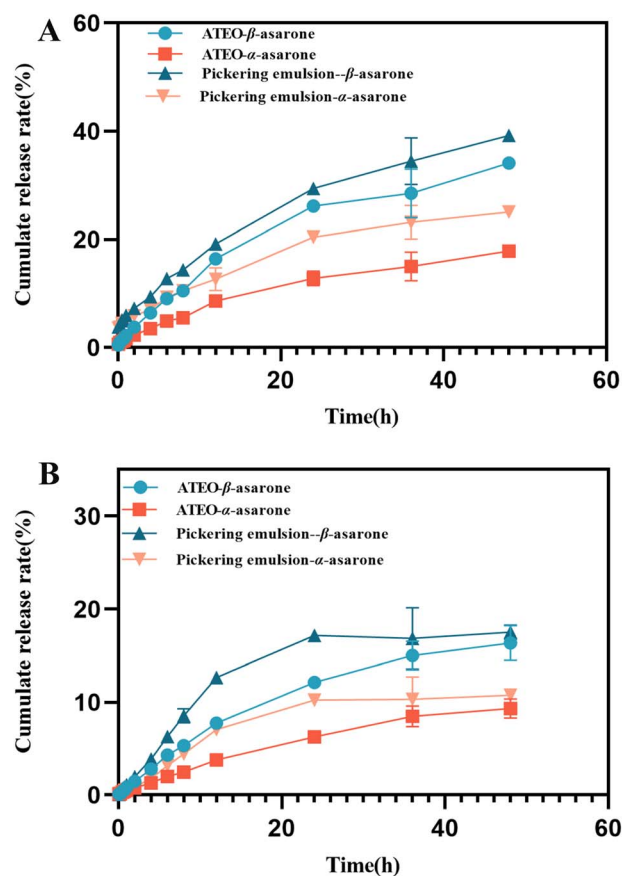 A
ATEO-β-asarone
ATEO-α-asarone
Pickering emulsion--β-asarone
Pickering emulsion-α-asarone
Cumulate release rate(%)
60
40
20
0
0 20 40 60
Time(h)
B
ATEO-β-asarone
ATEO-α-asarone
Pickering emulsion--β-asarone
Pickering emulsion-α-asarone
Cumulate release rate(%)
30
20
10
0
0 20 40 60
Time(h)